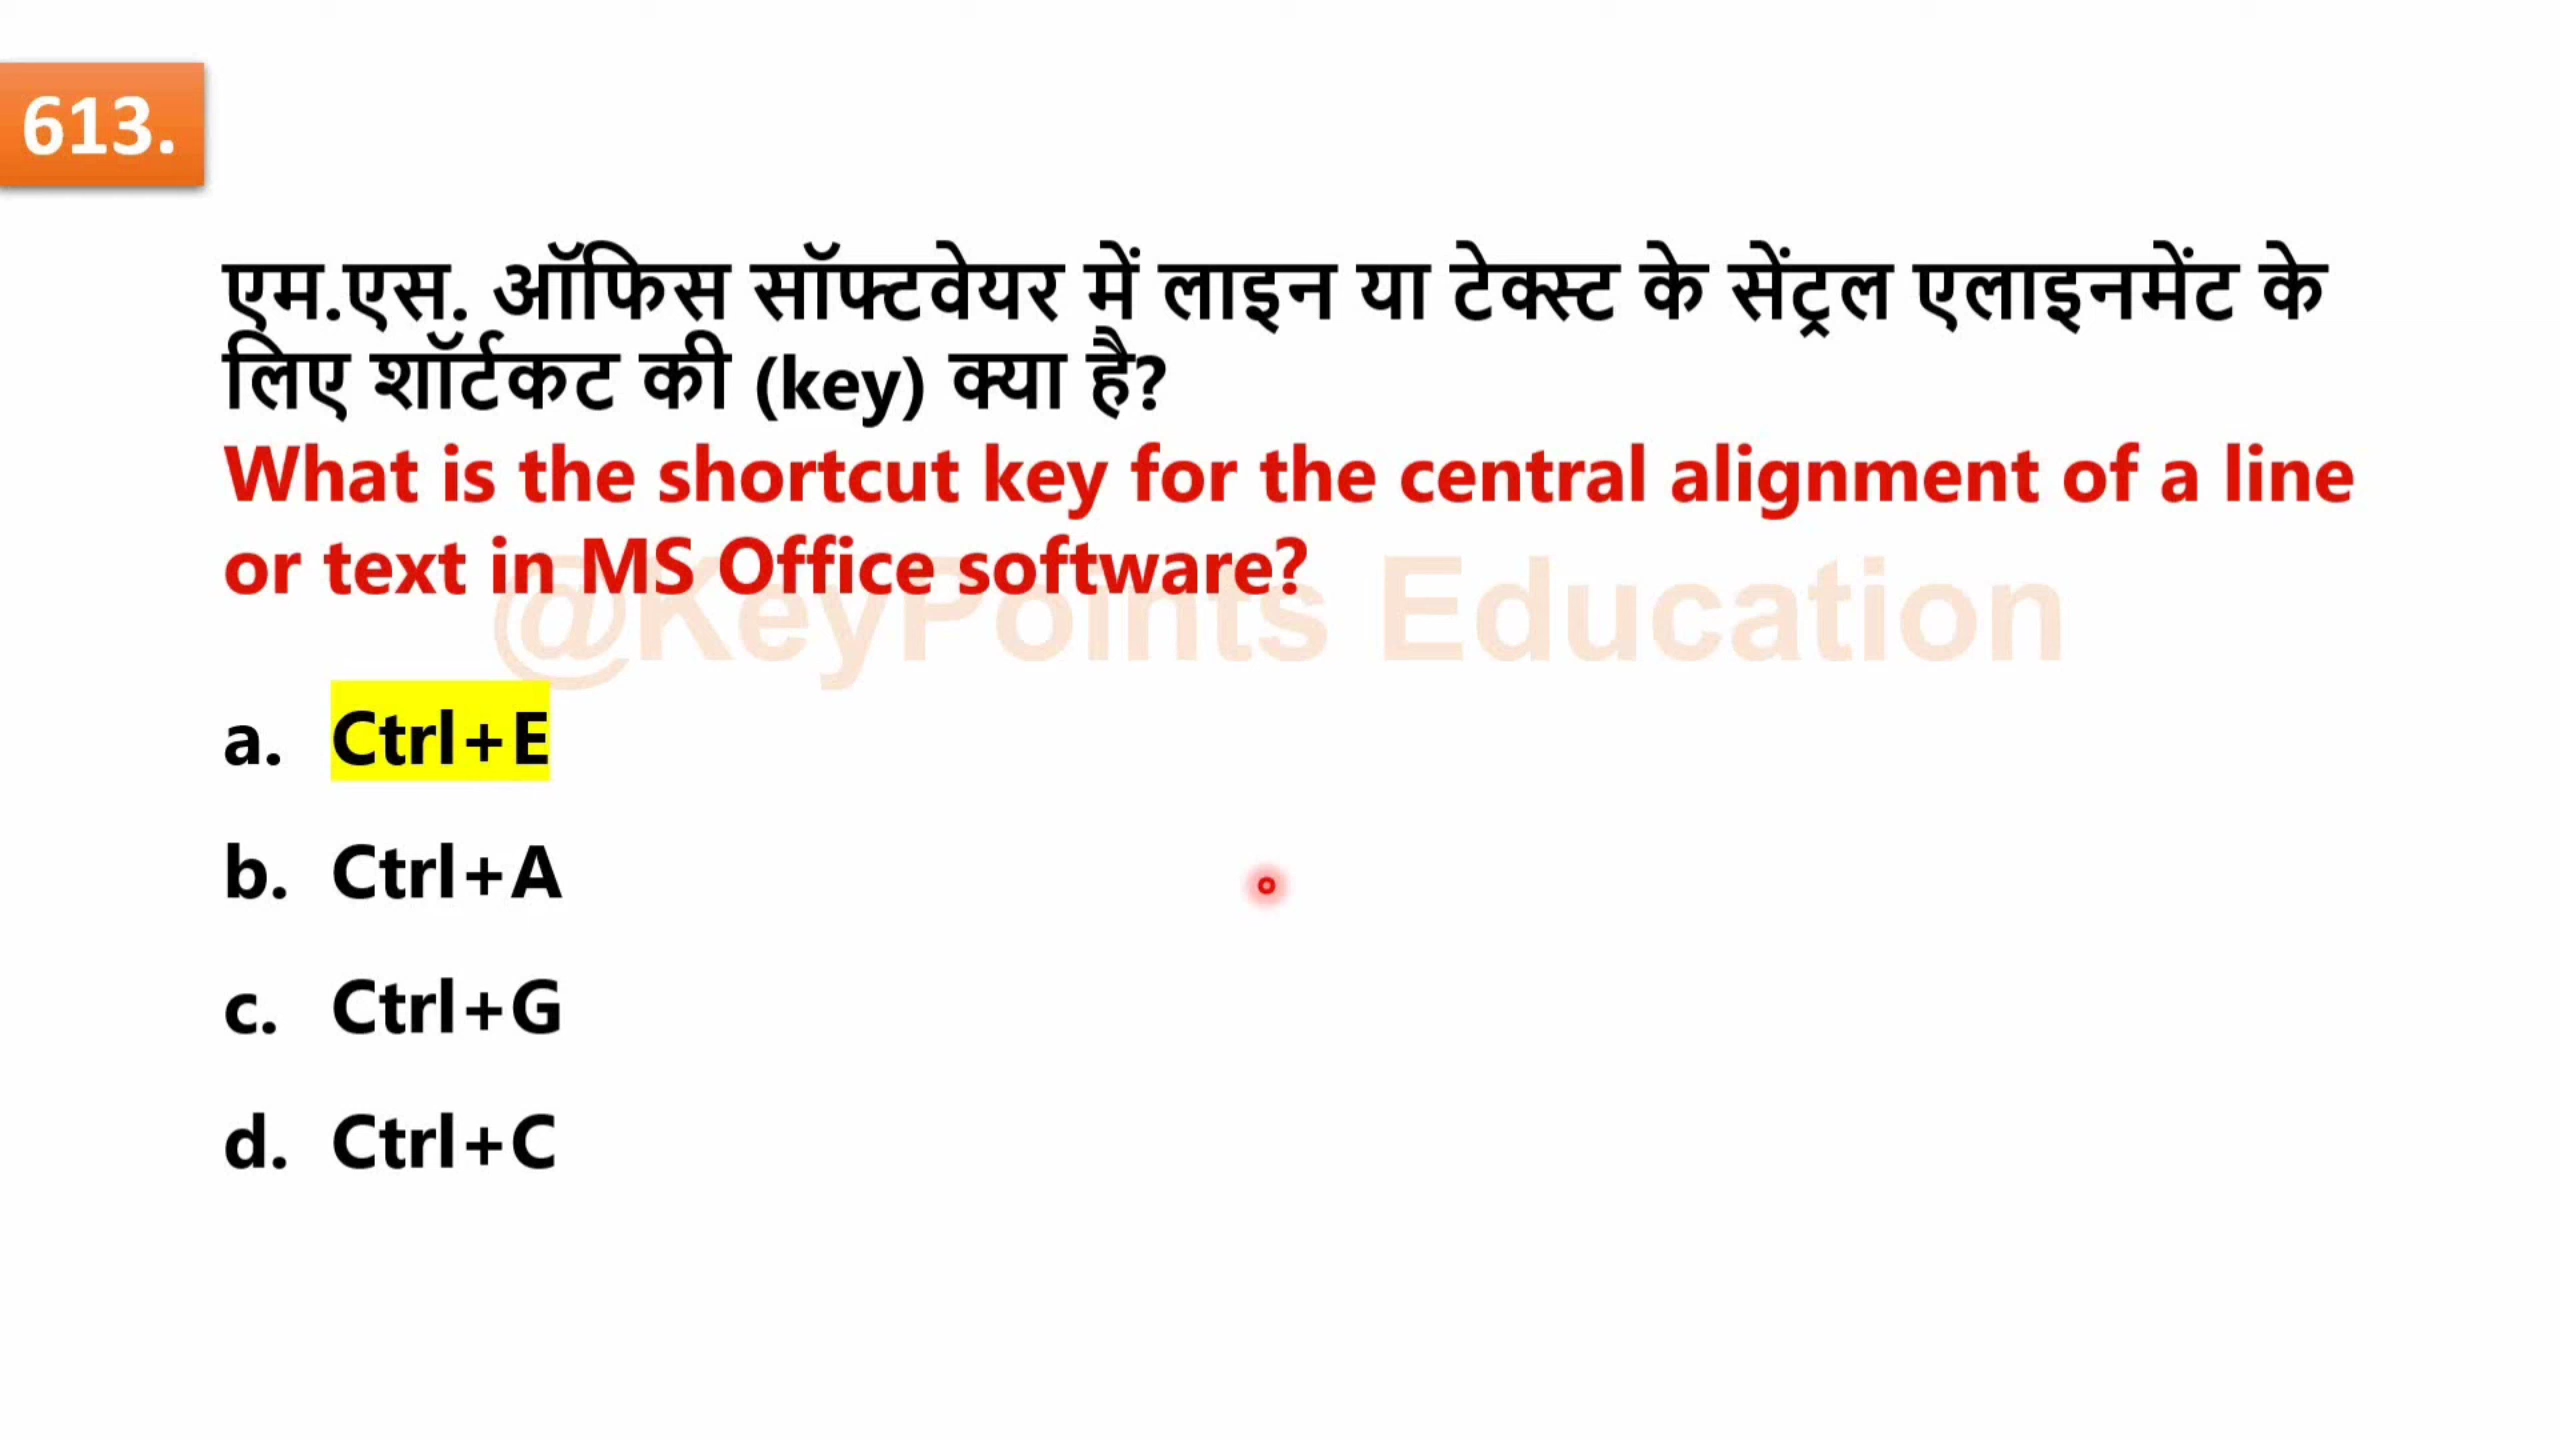 613.
एम.एस. ऑफिस सॉफ्टवेयर में लाइन या टेक्स्ट के सेंट्रल एलाइनमेंट के
लिए शॉर्टकट की (key) क्या है?
What is the shortcut key for the central alignment of a line
or text in MS Office software?
@KeyPoints Education
a. Ctrl+E
b. Ctrl+A
c. Ctrl+G
d. Ctrl+C